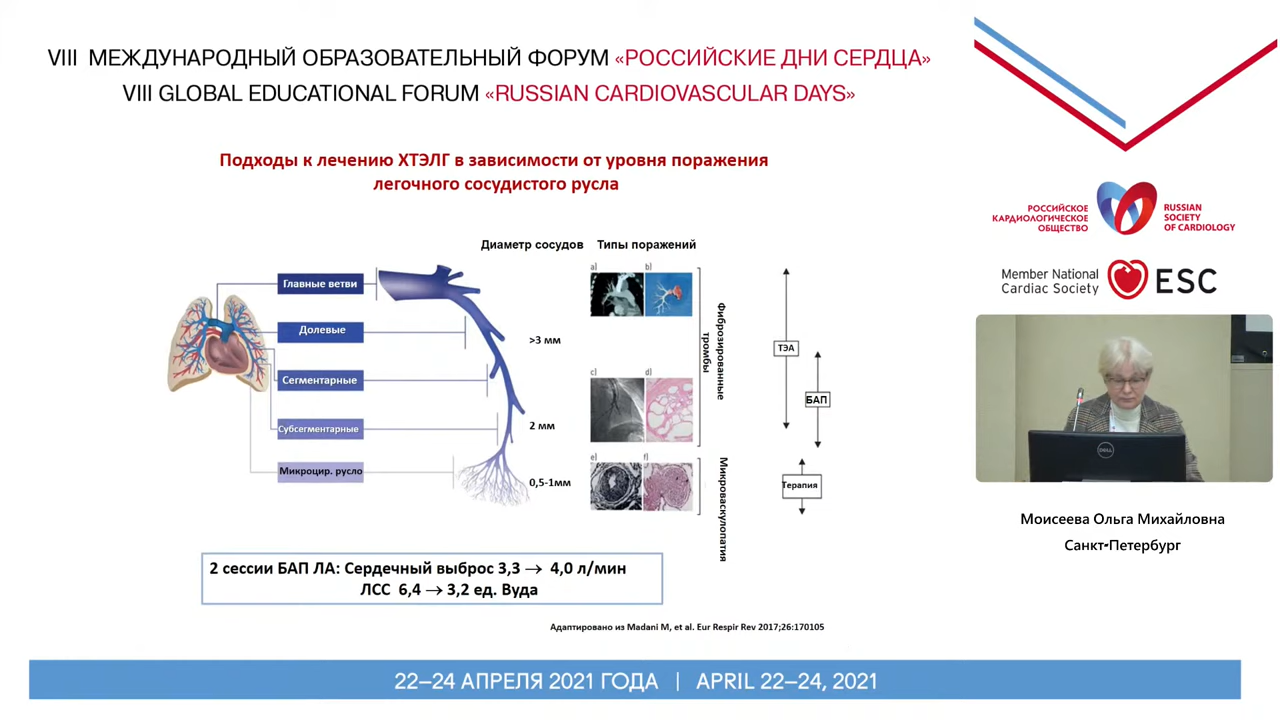 VIII МЕЖДУНАРОДНЫЙ ОБРАЗОВАТЕЛЬНЫЙ ФОРУМ «РОССИЙСКИЕ ДНИ СЕРДЦА»
VIII GLOBAL EDUCATIONAL FORUM «RUSSIAN CARDIOVASCULAR DAYS»
Подходы к лечению ХТЭЛГ в зависимости от уровня поражения
легочного сосудистого русла
Диаметр сосудов
Типы поражений
Главные ветви
Долевые
Сегментарные
Субсегментарные
Микроцир. русло
>3 мм
2 мм
0,5-1мм
a)
b)
c)
d)
e)
f)
Фиброзированные
тромбы
Микроваскулопатия
ТЭА
БАП
Терапия
2 сессии БАП ЛА: Сердечный выброс 3,3 → 4,0 л/мин
ЛСС 6,4 → 3,2 ед. Вуда
Адаптировано из Madani M, et al. Eur Respir Rev 2017;26:170105
РОССИЙСКОЕ
КАРДИОЛОГИЧЕСКОЕ
ОБЩЕСТВО
RUSSIAN
SOCIETY
OF CARDIOLOGY
Member National
Cardiac Society
ESC
DELL
Моисеева Ольга Михайловна
Санкт-Петербург
22–24 АПРЕЛЯ 2021 ГОДА | APRIL 22–24, 2021